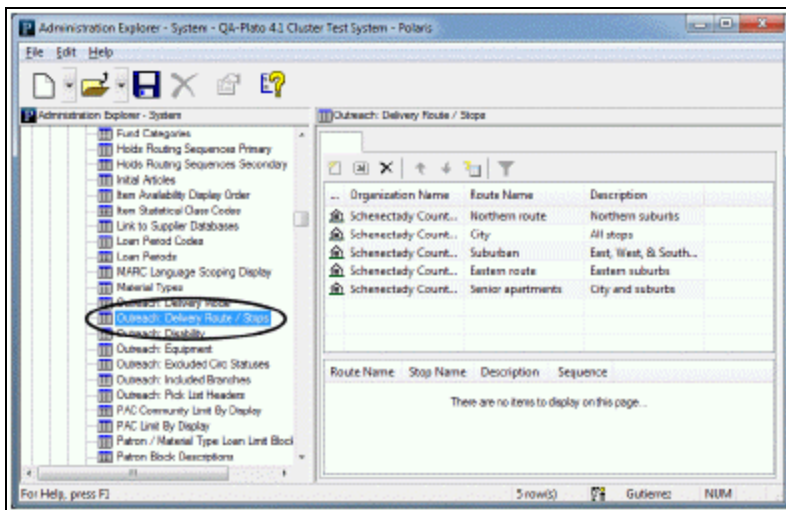 Administration Explorer - System - QA-Plato 4.1 Cluster Test System - Polaris
File Edit Help
Administration Explorer - System
Fund Categories
Holds Routing Sequences Primary
Holds Routing Sequences Secondary
Initial Articles
Item Availability Display Order
Item Statistical Class Codes
Link to Supplier Databases
Loan Period Codes
Loan Periods
MARC Language Scoping Display
Material Types
Outreach: Delivery Mode
Outreach: Delivery Route / Stops
Outreach: Disability
Outreach: Equipment
Outreach: Excluded Circ Statuses
Outreach: Included Branches
Outreach: Pick List Headers
PAC Community Limit By Display
PAC Limit By Display
Patron / Material Type Loan Limit Block
Patron Block Descriptions
Outreach: Delivery Route / Stops
... Organization Name Route Name Description
Schenectady Count... Northern route Northern suburbs
Schenectady Count... City All stops
Schenectady Count... Suburban East, West, & South...
Schenectady Count... Eastern route Eastern suburbs
Schenectady Count... Senior apartments City and suburbs
Route Name Stop Name Description Sequence
There are no items to display on this page...
For Help, press F1 5 row(s) Gutierrez NUM